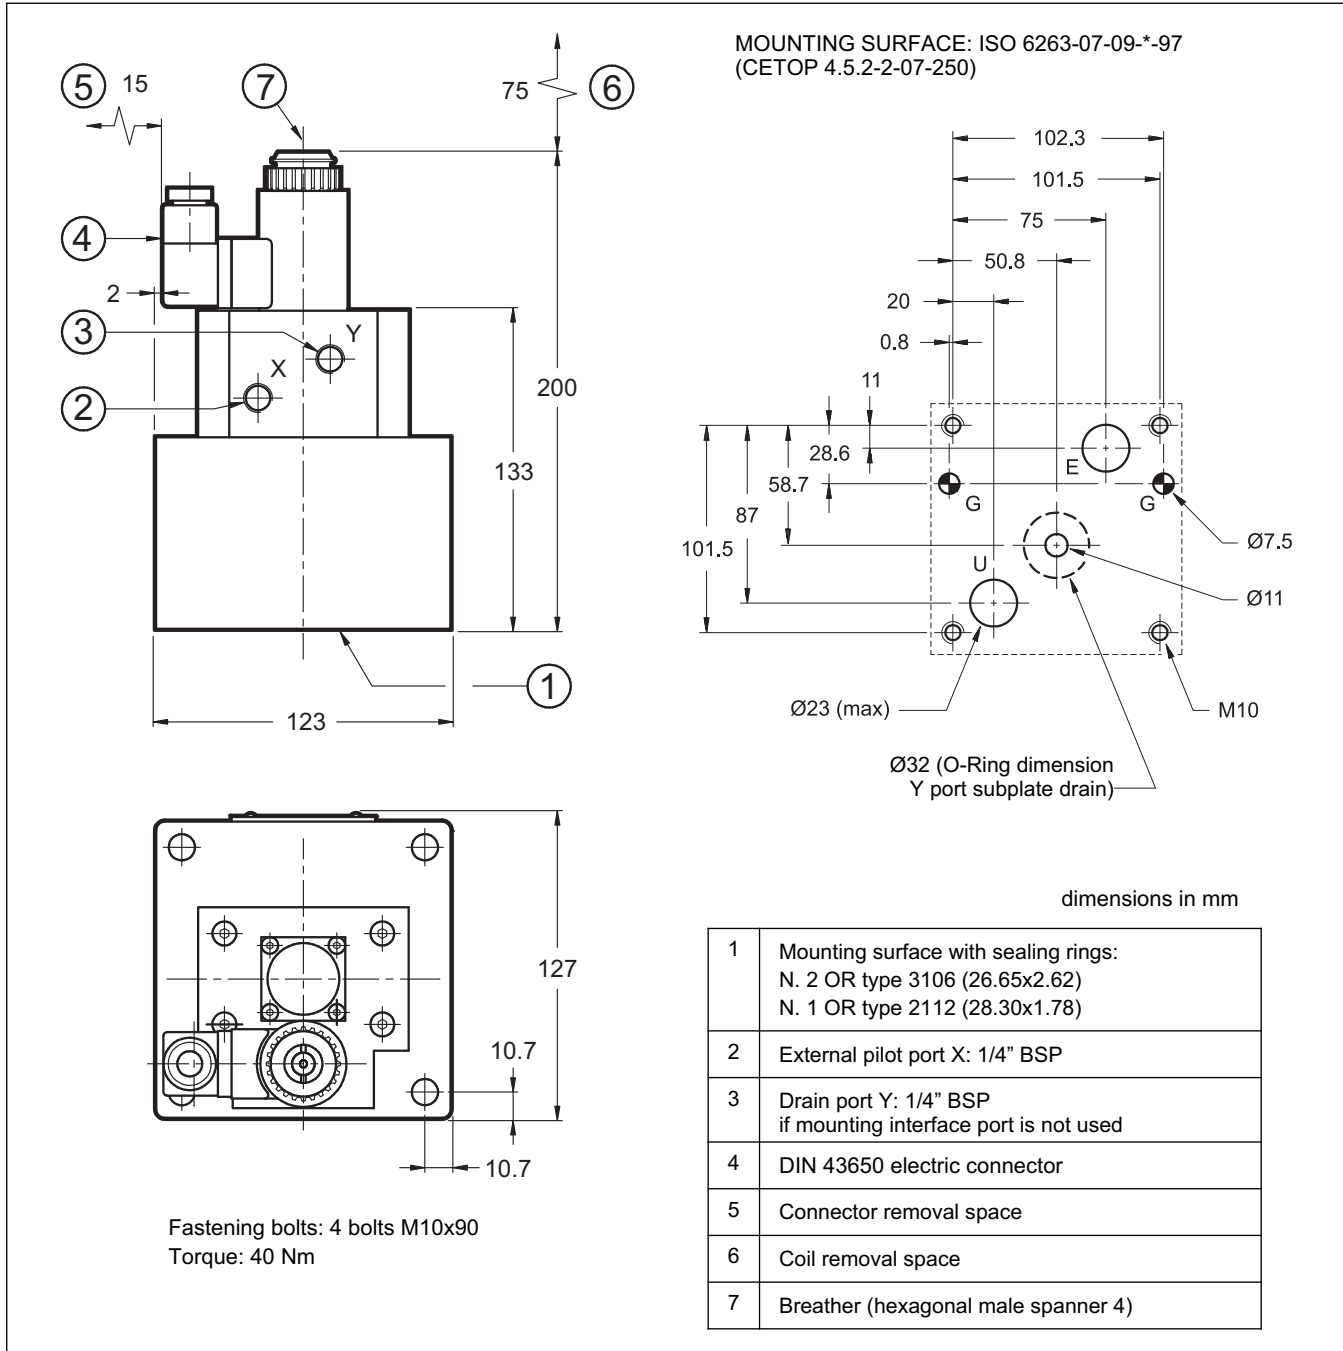 MOUNTING SURFACE: ISO 6263-07-09-*-97
(CETOP 4.5.2-2-07-250)
5
15
7
75
6
4
2
3
Y
X
2
200
133
1
123
102.3
101.5
75
50.8
20
0.8
11
28.6
58.7
87
101.5
E
G
G
U
Ø7.5
Ø11
Ø23 (max)
M10
Ø32 (O-Ring dimension
Y port subplate drain)
127
10.7
10.7
Fastening bolts: 4 bolts M10x90
Torque: 40 Nm
dimensions in mm
1 Mounting surface with sealing rings:
N. 2 OR type 3106 (26.65x2.62)
N. 1 OR type 2112 (28.30x1.78)
2 External pilot port X: 1/4” BSP
3 Drain port Y: 1/4” BSP
if mounting interface port is not used
4 DIN 43650 electric connector
5 Connector removal space
6 Coil removal space
7 Breather (hexagonal male spanner 4)